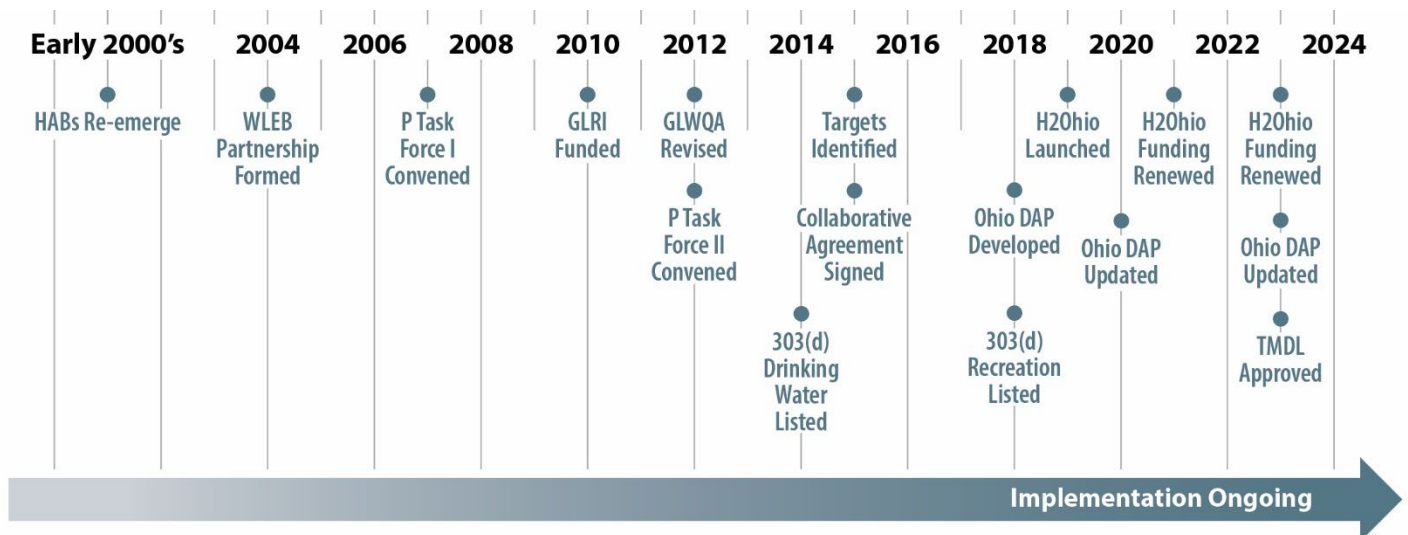 Early 2000's 2004 2006 2008 2010 2012 2014 2016 2018 2020 2022 2024
HABs Re-emerge
WLEB
Partnership
Formed
P Task
Force I
Convened
GLRI
Funded
GLWQA
Revised
P Task
Force II
Convened
303(d)
Drinking
Water
Listed
Targets
Identified
Collaborative
Agreement
Signed
Ohio DAP
Developed
303(d)
Recreation
Listed
H2Ohio
Launched
Ohio DAP
Updated
H2Ohio
Funding
Renewed
H2Ohio
Funding
Renewed
Ohio DAP
Updated
TMDL
Approved
Implementation Ongoing